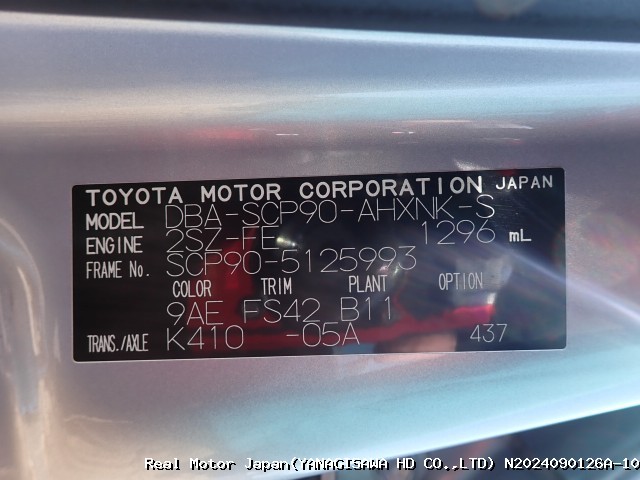 TOYOTA MOTOR CORPORATION JAPAN
MODEL DBA-SCP90-AHXNK-S
ENGINE 2SZ-FE 1296 mL
FRAME No. SCP90-5125993
COLOR TRIM PLANT OPTION
9AE FS42 B11
TRANS./AXLE K410 -05A 437
Real Motor Japan(YANAGISAWA HD CO.,LTD) N2024090126A-10